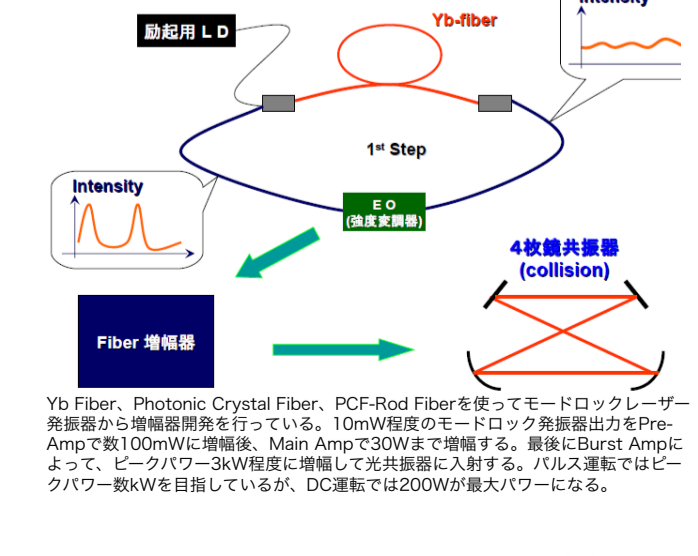 Intensity
励起用 L D
Yb-fiber
1st Step
Intensity
E O
(強度変調器)
4枚鏡共振器
(collision)
Fiber 増幅器
Yb Fiber、Photonic Crystal Fiber、PCF-Rod Fiberを使ってモードロックレーザー
発振器から増幅器開発を行っている。10mW程度のモードロック発振器出力をPre-
Ampで数100mWに増幅後、Main Ampで30Wまで増幅する。最後にBurst Ampに
よって、ピークパワー3kW程度に増幅して光共振器に入射する。パルス運転ではピー
クパワー数kWを目指しているが、DC運転では200Wが最大パワーになる。